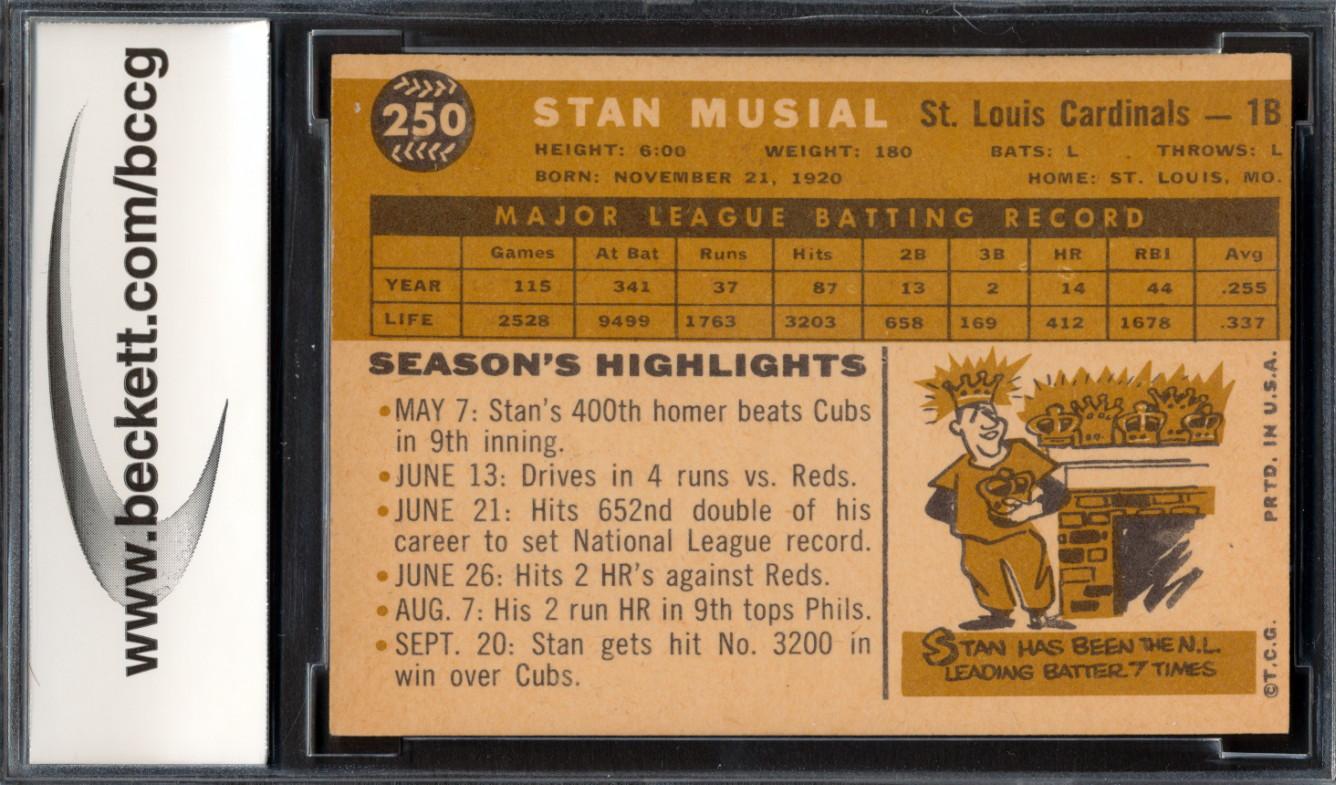 www.beckett.com/bccg
250
STAN MUSIAL St. Louis Cardinals — 1B
HEIGHT: 6:00 WEIGHT: 180 BATS: L THROWS: L
BORN: NOVEMBER 21, 1920 HOME: ST. LOUIS, MO.
MAJOR LEAGUE BATTING RECORD
Games At Bat Runs Hits 2B 3B HR RBI Avg
YEAR 115 341 37 87 13 2 14 44 .255
LIFE 2528 9499 1763 3203 658 169 412 1678 .337
SEASON'S HIGHLIGHTS
•MAY 7: Stan's 400th homer beats Cubs
in 9th inning.
•JUNE 13: Drives in 4 runs vs. Reds.
•JUNE 21: Hits 652nd double of his
career to set National League record.
•JUNE 26: Hits 2 HR's against Reds.
•AUG. 7: His 2 run HR in 9th tops Phils.
•SEPT. 20: Stan gets hit No. 3200 in
win over Cubs.
STAN HAS BEEN THE N.L.
LEADING BATTER 7 TIMES
©T.C.G. PRTD. IN U.S.A.